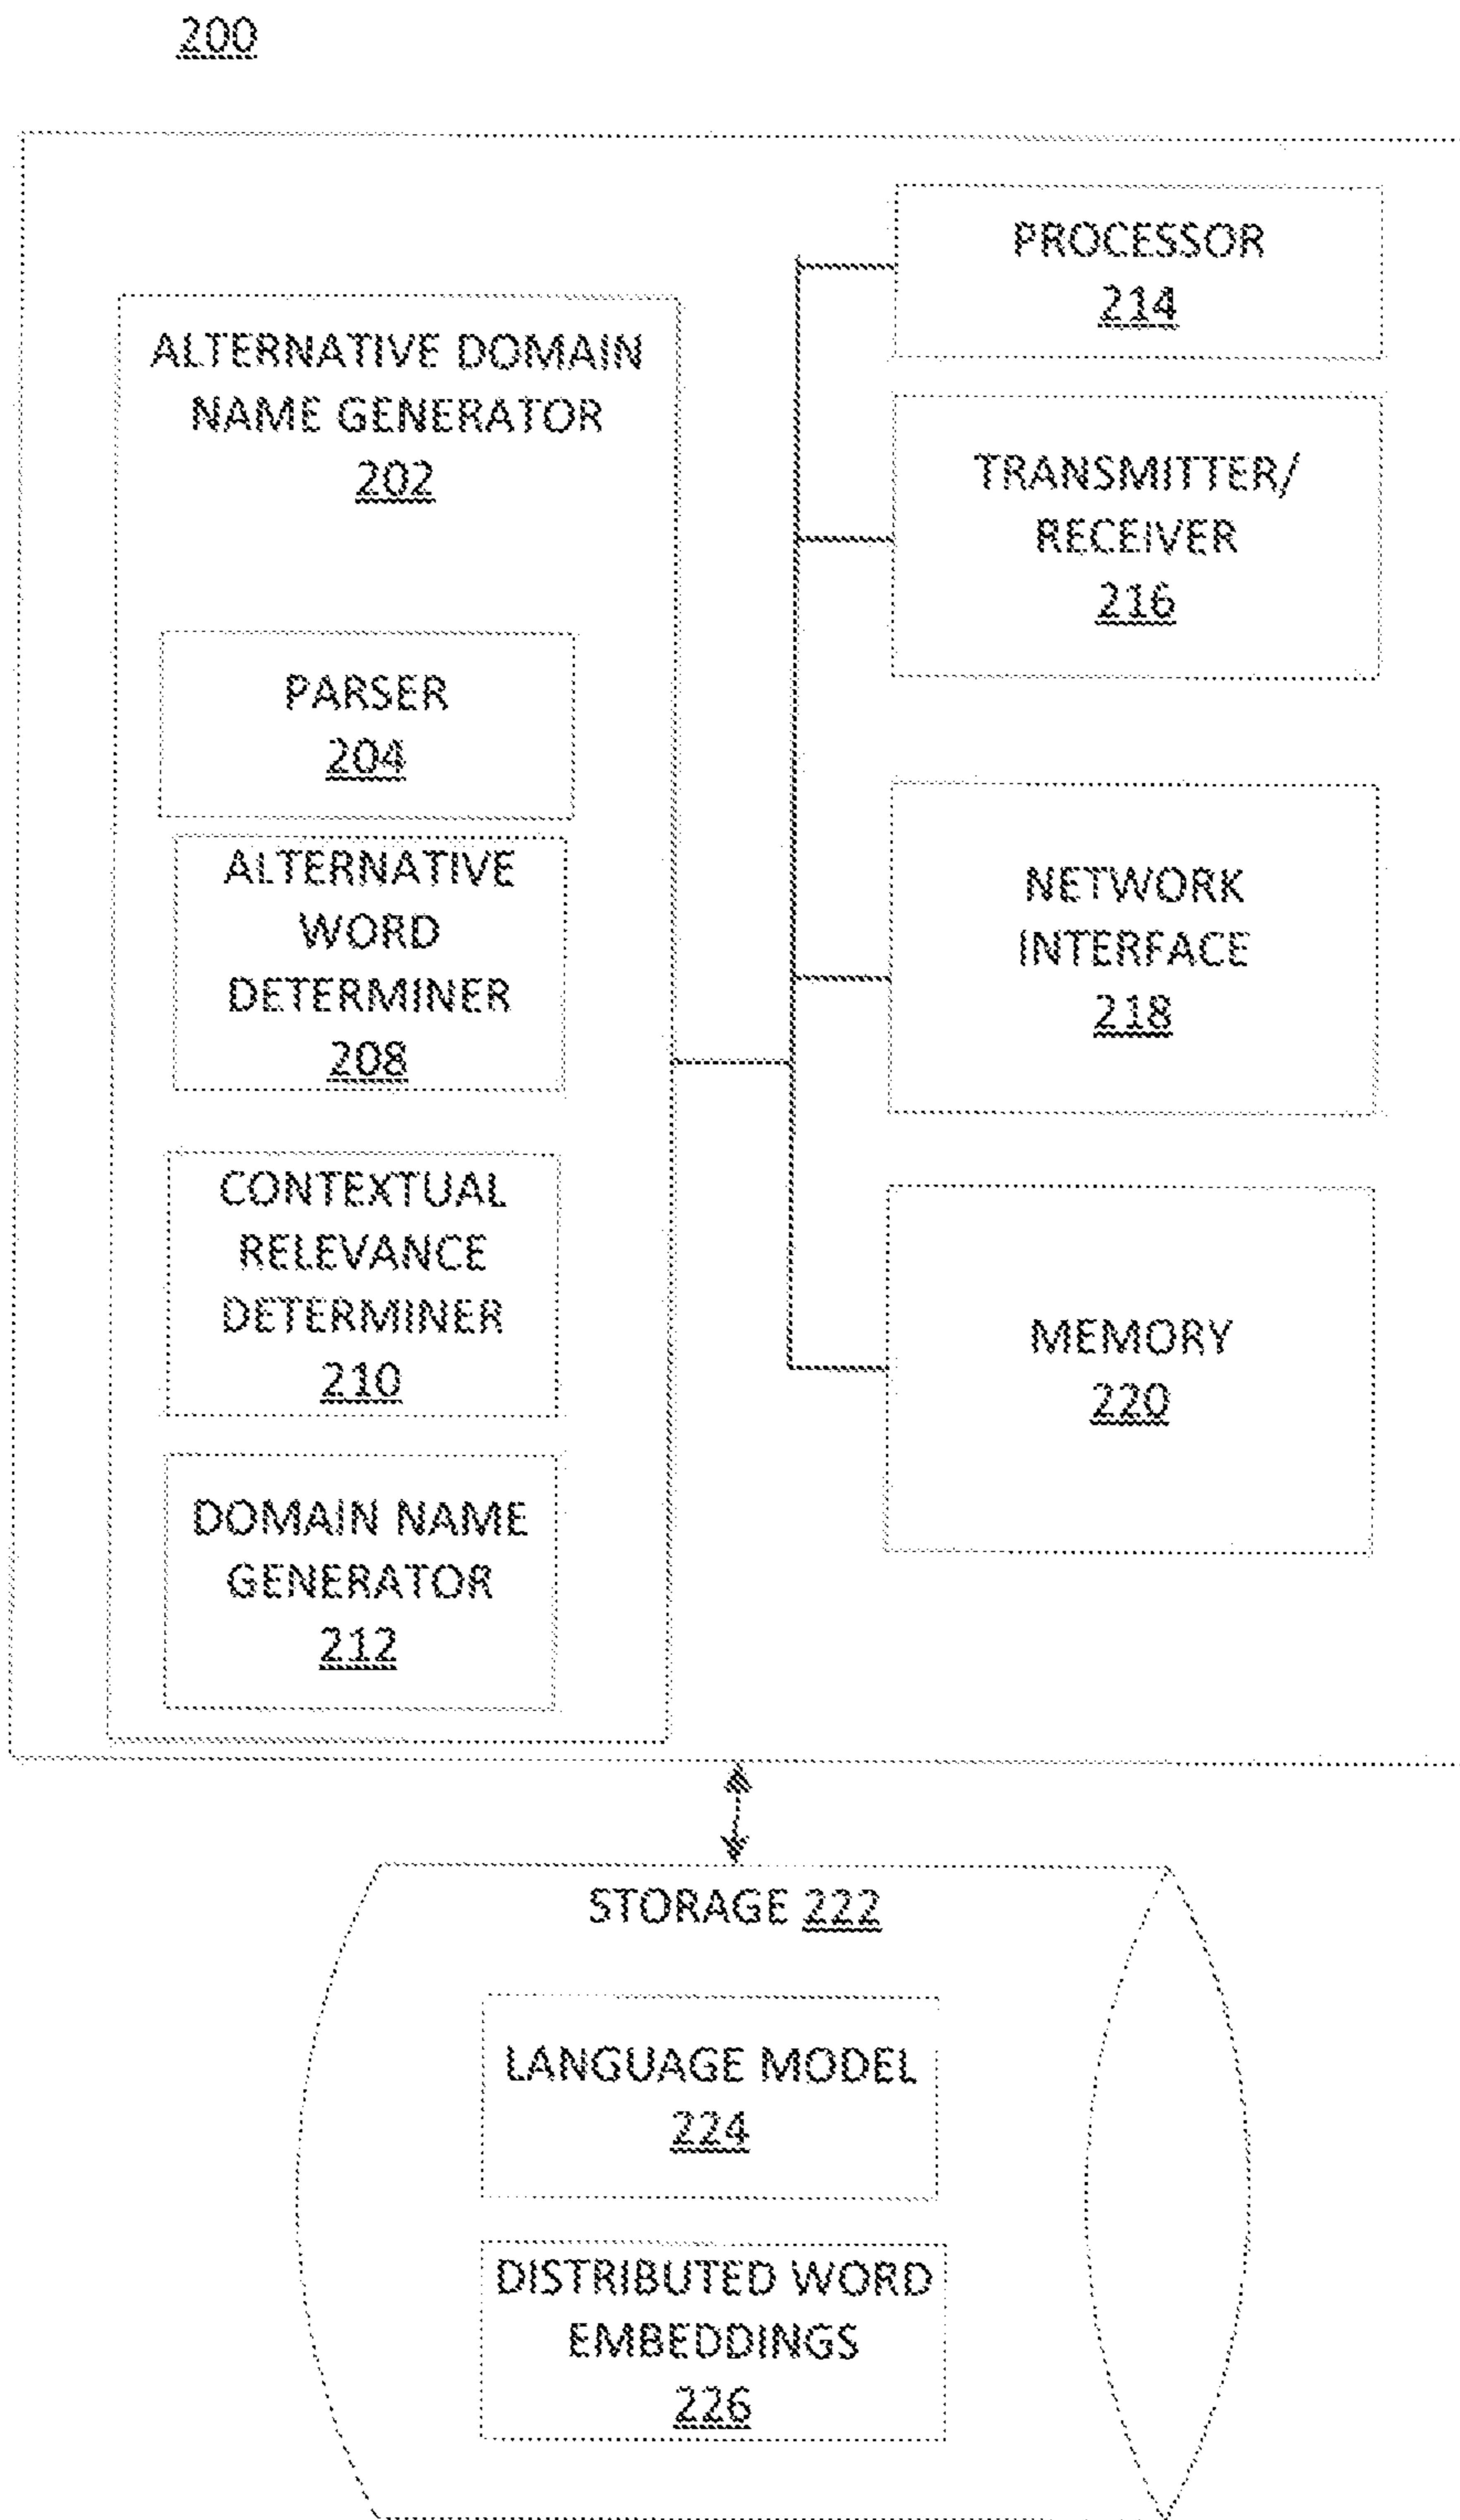 200
ALTERNATIVE DOMAIN
NAME GENERATOR
202
PARSER
204
ALTERNATIVE
WORD
DETERMINER
208
CONTEXTUAL
RELEVANCE
DETERMINER
210
DOMAIN NAME
GENERATOR
212
PROCESSOR
214
TRANSMITTER/
RECEIVER
216
NETWORK
INTERFACE
218
MEMORY
220
STORAGE 222
LANGUAGE MODEL
224
DISTRIBUTED WORD
EMBEDDINGS
226